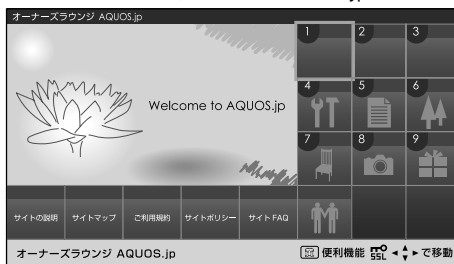 オーナーズラウンジ AQUOS.jp
Welcome to AQUOS.jp
1 2 3
4 5 6
7 8 9
サイトの説明 サイトマップ ご利用規約 サイトポリシー サイト FAQ
オーナーズラウンジ AQUOS.jp 便利機能 SSL ◄ ▲▼ ► で移動